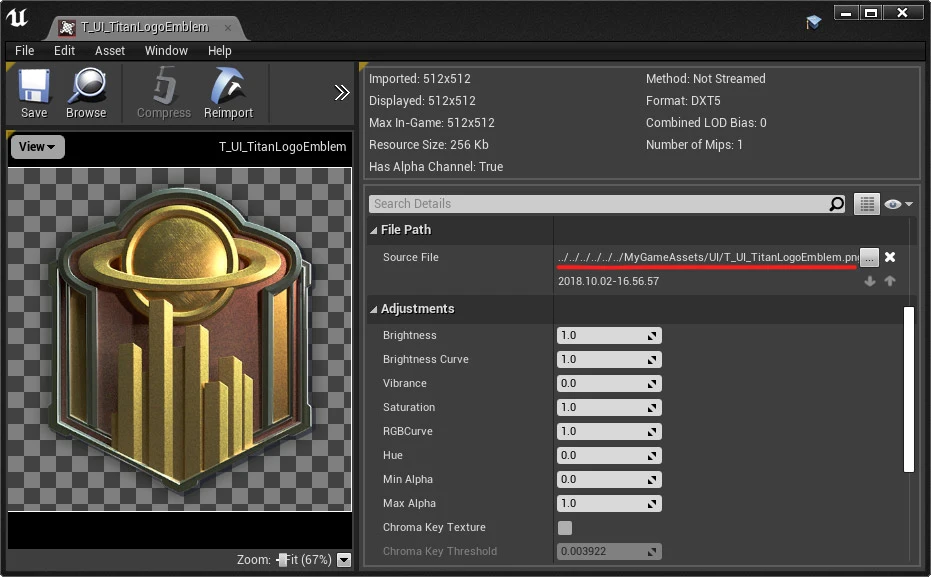 T_UI_TitanLogoEmblem
File Edit Asset Window Help
Save Browse Compress Reimport
View
T_UI_TitanLogoEmblem
Zoom: Fit (67%)
Imported: 512x512
Displayed: 512x512
Max In-Game: 512x512
Resource Size: 256 Kb
Has Alpha Channel: True
Method: Not Streamed
Format: DXT5
Combined LOD Bias: 0
Number of Mips: 1
Search Details
File Path
Source File ../../../../../../MyGameAssets/UI/T_UI_TitanLogoEmblem.png ...
2018.10.02-16.56.57
Adjustments
Brightness 1.0
Brightness Curve 1.0
Vibrance 0.0
Saturation 1.0
RGBCurve 1.0
Hue 0.0
Min Alpha 0.0
Max Alpha 1.0
Chroma Key Texture
Chroma Key Threshold 0.003922